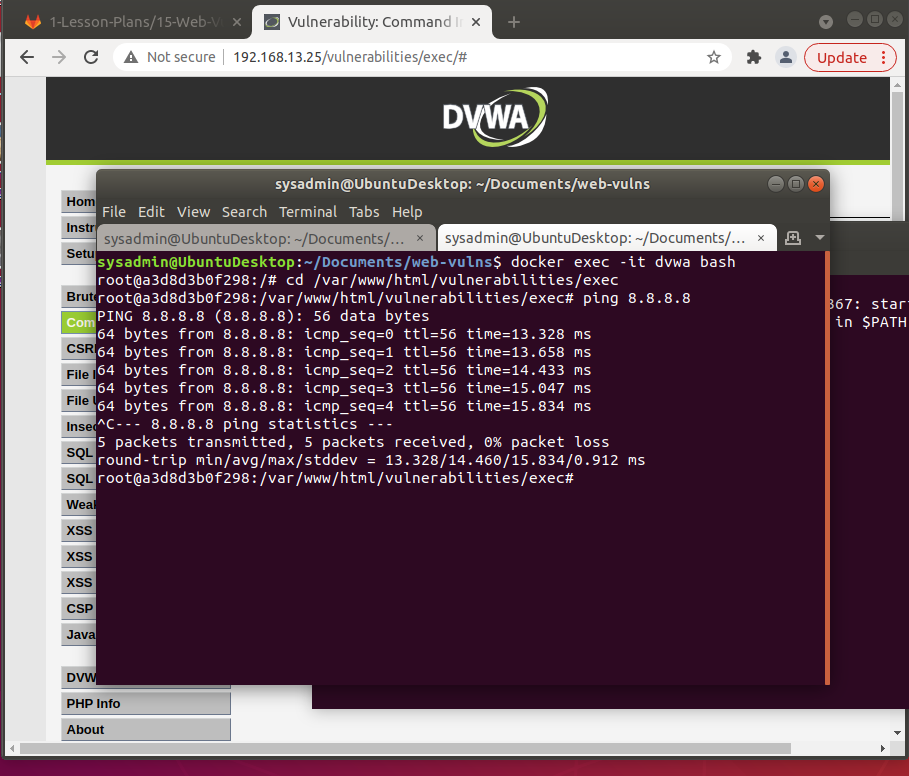 1-Lesson-Plans/15-Web-V
Vulnerability: Command I
Not secure
192.168.13.25/vulnerabilities/exec/#
Update
DVWA
sysadmin@UbuntuDesktop: ~/Documents/web-vulns
File Edit View Search Terminal Tabs Help
sysadmin@UbuntuDesktop: ~/Documents/...
sysadmin@UbuntuDesktop: ~/Documents/...
sysadmin@UbuntuDesktop:~/Documents/web-vulns$ docker exec -it dvwa bash
root@a3d8d3b0f298:/# cd /var/www/html/vulnerabilities/exec
root@a3d8d3b0f298:/var/www/html/vulnerabilities/exec# ping 8.8.8.8
PING 8.8.8.8 (8.8.8.8): 56 data bytes
64 bytes from 8.8.8.8: icmp_seq=0 ttl=56 time=13.328 ms
64 bytes from 8.8.8.8: icmp_seq=1 ttl=56 time=13.658 ms
64 bytes from 8.8.8.8: icmp_seq=2 ttl=56 time=14.433 ms
64 bytes from 8.8.8.8: icmp_seq=3 ttl=56 time=15.047 ms
64 bytes from 8.8.8.8: icmp_seq=4 ttl=56 time=15.834 ms
^C--- 8.8.8.8 ping statistics ---
5 packets transmitted, 5 packets received, 0% packet loss
round-trip min/avg/max/stddev = 13.328/14.460/15.834/0.912 ms
root@a3d8d3b0f298:/var/www/html/vulnerabilities/exec#
367: star
in $PATH
Hom
Instr
Setu
Brute
Com
CSRF
File I
File U
Insec
SQL
SQL
Weak
XSS
XSS
XSS
CSP
Java
DVW
PHP Info
About